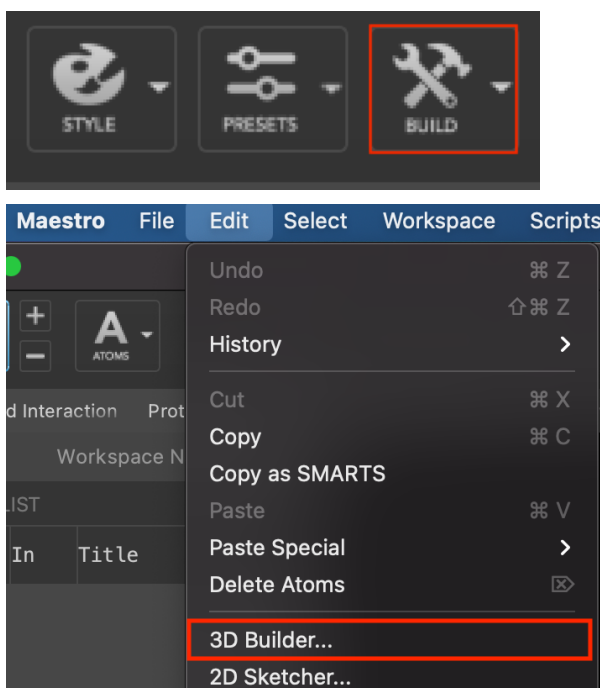 STYLE PRESETS BUILD
Maestro File Edit Select Workspace Scripts
Undo ⌘ Z
Redo ⇧⌘ Z
A
ATOMS
History
d Interaction Prot
Cut ⌘ X
Copy ⌘ C
Workspace N
Copy as SMARTS
LIST
Paste ⌘ V
In Title
Paste Special
Delete Atoms
3D Builder...
2D Sketcher...